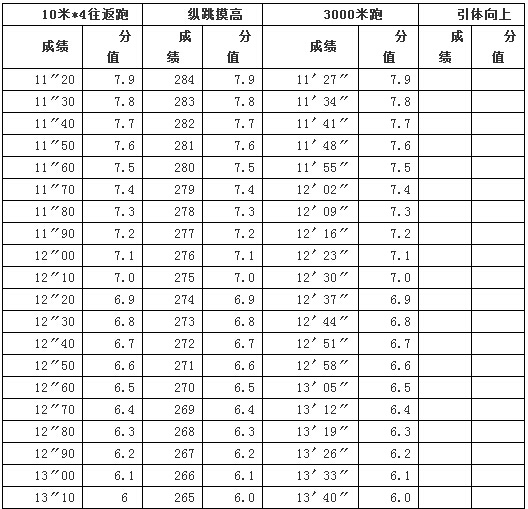 10米*4往返跑 纵跳摸高 3000米跑 引体向上
成绩 分值 成绩 分值 成绩 分值 成绩 分值
11″20 7.9 284 7.9 11′27″ 7.9
11″30 7.8 283 7.8 11′34″ 7.8
11″40 7.7 282 7.7 11′41″ 7.7
11″50 7.6 281 7.6 11′48″ 7.6
11″60 7.5 280 7.5 11′55″ 7.5
11″70 7.4 279 7.4 12′02″ 7.4
11″80 7.3 278 7.3 12′09″ 7.3
11″90 7.2 277 7.2 12′16″ 7.2
12″00 7.1 276 7.1 12′23″ 7.1
12″10 7.0 275 7.0 12′30″ 7.0
12″20 6.9 274 6.9 12′37″ 6.9
12″30 6.8 273 6.8 12′44″ 6.8
12″40 6.7 272 6.7 12′51″ 6.7
12″50 6.6 271 6.6 12′58″ 6.6
12″60 6.5 270 6.5 13′05″ 6.5
12″70 6.4 269 6.4 13′12″ 6.4
12″80 6.3 268 6.3 13′19″ 6.3
12″90 6.2 267 6.2 13′26″ 6.2
13″00 6.1 266 6.1 13′33″ 6.1
13″10 6 265 6.0 13′40″ 6.0